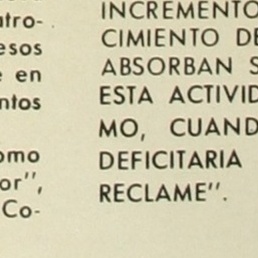 atro-
esos
en
ntos
omo
or",
Co-
INCREMENTO
CIMIENTO DE
ABSORBAN
ESTA ACTIVID
MO, CUAND
DEFICITARIA
RECLAME".